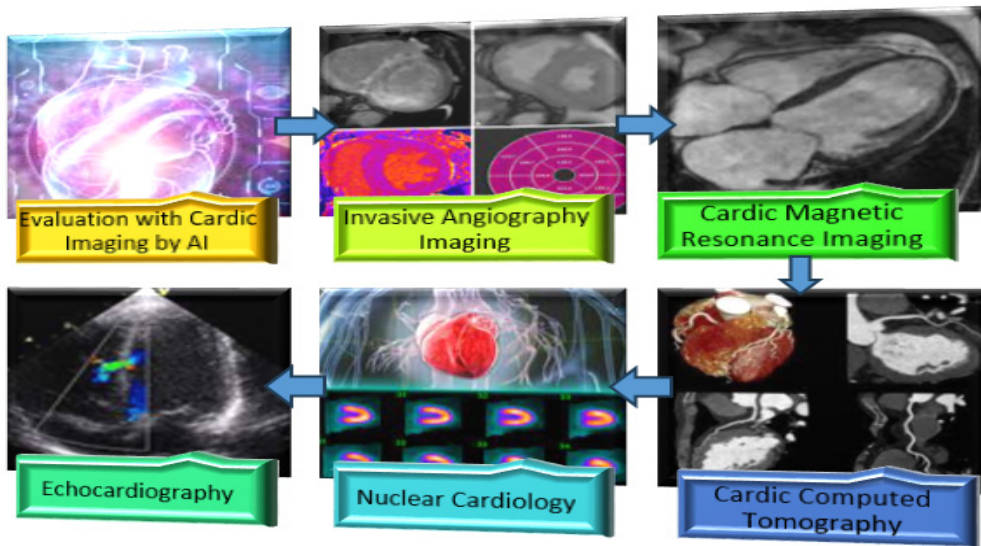 Evaluation with Cardic
Imaging by AI
Invasive Angiography
Imaging
Cardic Magnetic
Resonance Imaging
Echocardiography
Nuclear Cardiology
Cardic Computed
Tomography